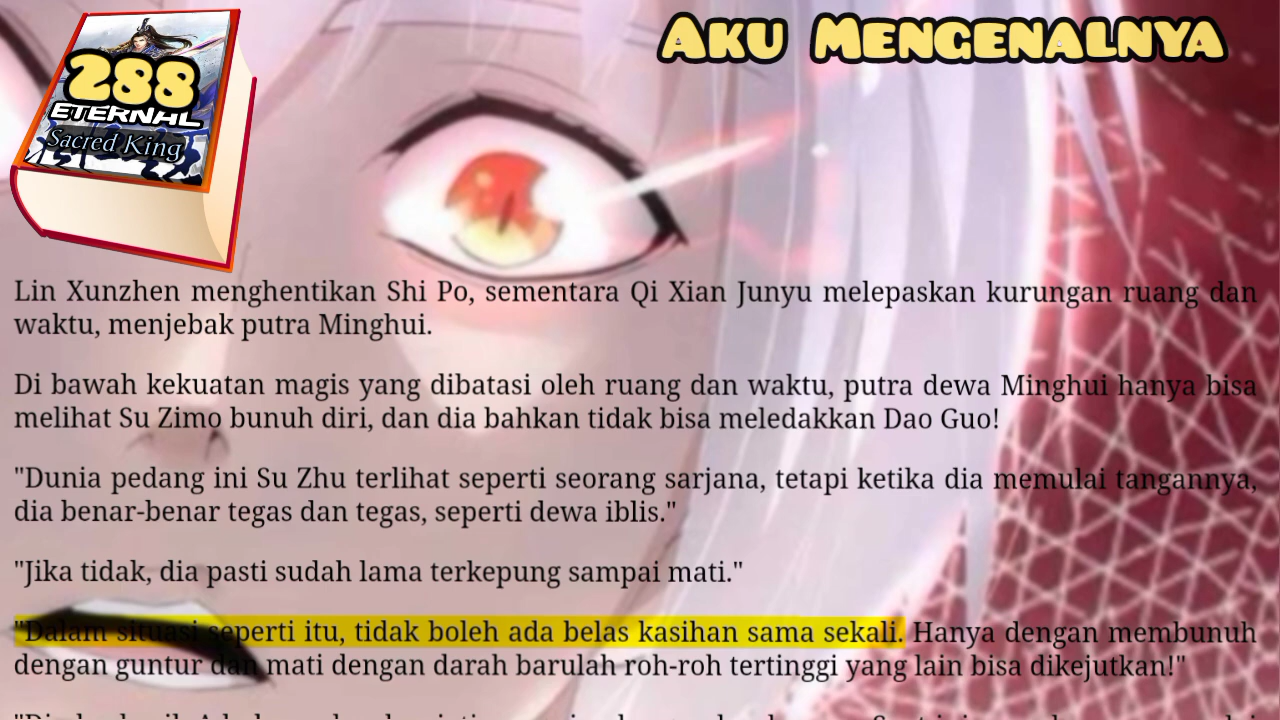 Aku Mengenalnya
288
ETERNAL
Sacred King
Lin Xunzhen menghentikan Shi Po, sementara Qi Xian Junyu melepaskan kurungan ruang dan
waktu, menjebak putra Minghui.
Di bawah kekuatan magis yang dibatasi oleh ruang dan waktu, putra dewa Minghui hanya bisa
melihat Su Zimo bunuh diri, dan dia bahkan tidak bisa meledakkan Dao Guo!
"Dunia pedang ini Su Zhu terlihat seperti seorang sarjana, tetapi ketika dia memulai tangannya,
dia benar-benar tegas dan tegas, seperti dewa iblis."
"Jika tidak, dia pasti sudah lama terkepung sampai mati."
"Dalam situasi seperti itu, tidak boleh ada belas kasihan sama sekali. Hanya dengan membunuh
dengan guntur dan mati dengan darah barulah roh-roh tertinggi yang lain bisa dikejutkan!"